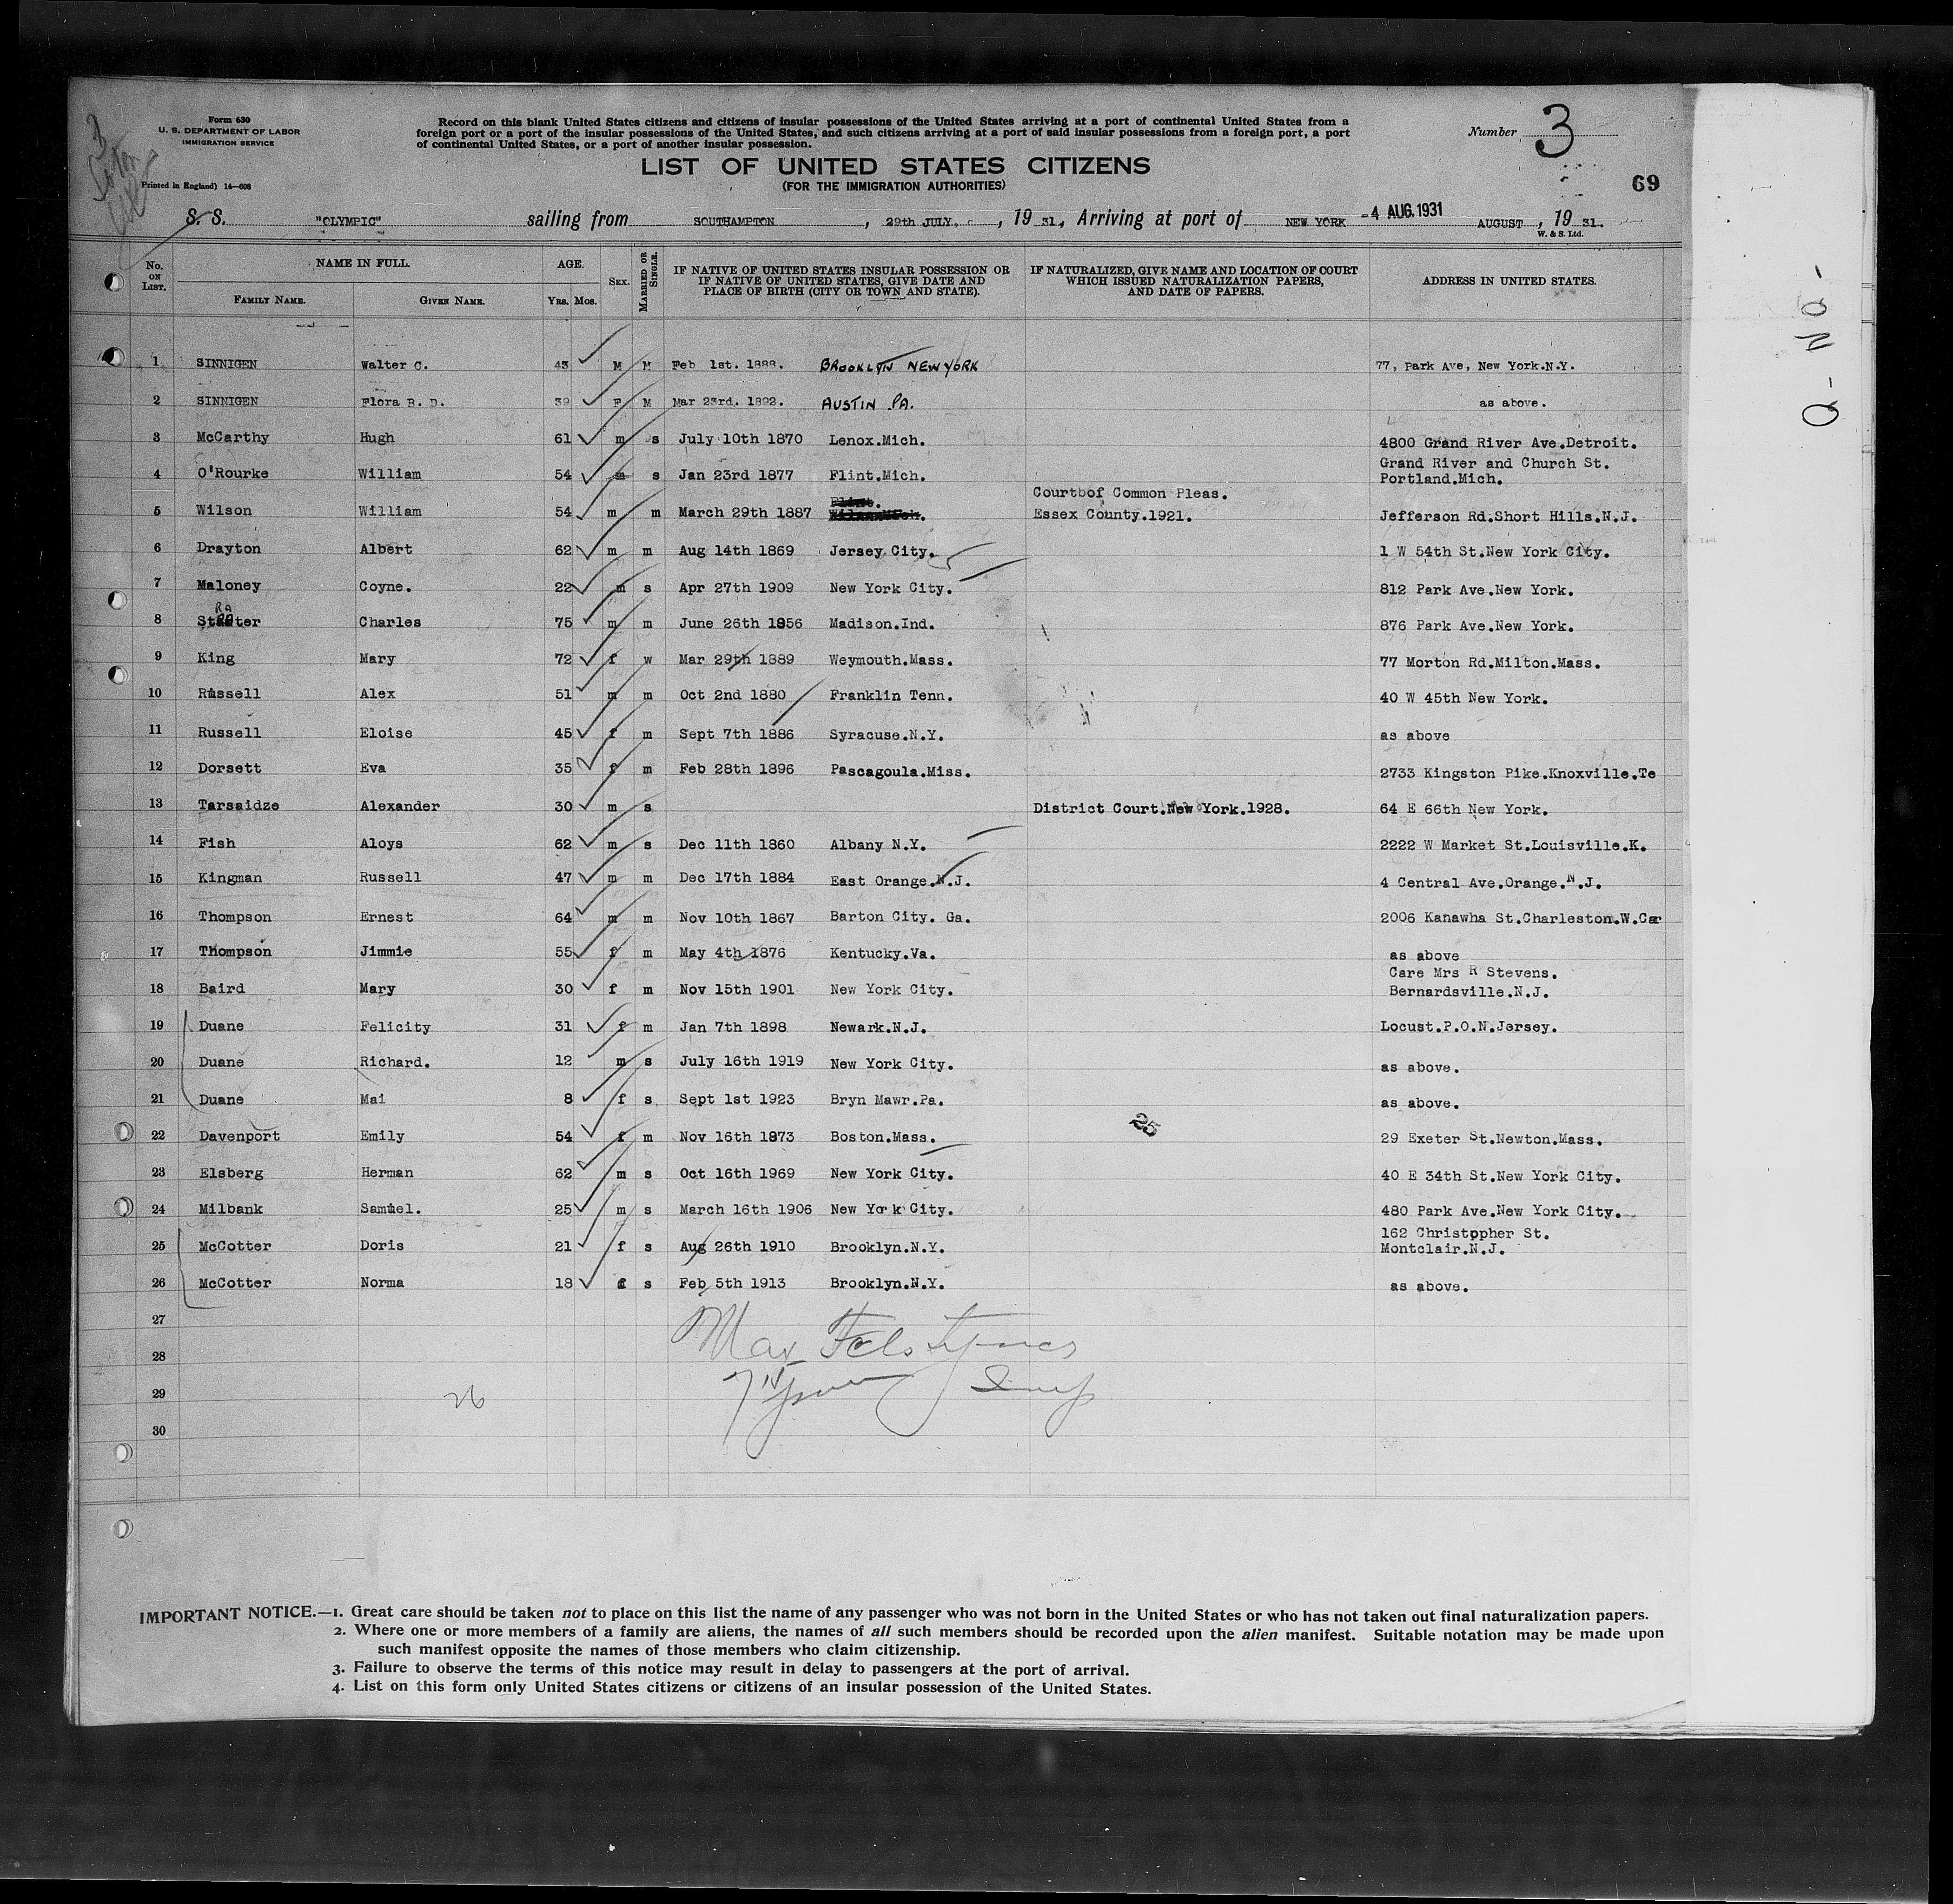 Form 630
U. S. DEPARTMENT OF LABOR
IMMIGRATION SERVICE
Printed in England) 14—608
Record on this blank United States citizens and citizens of insular possessions of the United States arriving at a port of continental United States from a
foreign port or a port of the insular possessions of the United States, and such citizens arriving at a port of said insular possessions from a foreign port, a port
of continental United States, or a port of another insular possession.
Number 3
LIST OF UNITED STATES CITIZENS
(FOR THE IMMIGRATION AUTHORITIES)
69
S. S. "OLYMPIC" sailing from SOUTHAMPTON, 29th JULY, 19 31, Arriving at port of NEW YORK -4 AUG.1931 AUGUST, 19 31.
W. & S. Ltd.
No. ON LIST. NAME IN FULL. FAMILY NAME. GIVEN NAME. AGE. YRS. MOS. SEX. MARRIED OR SINGLE. IF NATIVE OF UNITED STATES INSULAR POSSESSION OR IF NATIVE OF UNITED STATES, GIVE DATE AND PLACE OF BIRTH (CITY OR TOWN AND STATE). IF NATURALIZED, GIVE NAME AND LOCATION OF COURT WHICH ISSUED NATURALIZATION PAPERS, AND DATE OF PAPERS. ADDRESS IN UNITED STATES.
1 SINNIGEN Walter C. 43 M M Feb 1st. 1888. BROOKLYN NEW YORK 77, Park Ave, New York.N.Y.
2 SINNIGEN Flora B. D. 39 F M Mar 23rd. 1892. AUSTIN PA. as above.
3 McCarthy Hugh 61 m s July 10th 1870 Lenox.Mich. 4800 Grand River Ave.Detroit.
4 O'Rourke William 54 m s Jan 23rd 1877 Flint.Mich. Grand River and Church St.
Portland.Mich.
5 Wilson William 54 m m March 29th 1887 Courtbof Common Pleas.
Essex County.1921. Jefferson Rd.Short Hills.N.J.
6 Drayton Albert 62 m m Aug 14th 1869 Jersey City. 1 W 54th St.New York City.
7 Maloney Coyne. 22 m s Apr 27th 1909 New York City. 812 Park Ave.New York.
8 Strater Charles 75 m m June 26th 1856 Madison.Ind. 876 Park Ave.New York.
9 King Mary 72 f w Mar 29th 1889 Weymouth.Mass. 77 Morton Rd.Milton.Mass.
10 Russell Alex 51 m m Oct 2nd 1880 Franklin Tenn. 40 W 45th New York.
11 Russell Eloise 45 f m Sept 7th 1886 Syracuse.N.Y. as above
12 Dorsett Eva 35 f m Feb 28th 1896 Pascagoula.Miss. 2733 Kingston Pike.Knoxville.Te
13 Tarsaidze Alexander 30 m s District Court.New York.1928. 64 E 66th New York.
14 Fish Aloys 62 m s Dec 11th 1860 Albany N.Y. 2222 W Market St.Louisville.K.
15 Kingman Russell 47 m m Dec 17th 1884 East Orange.N.J. 4 Central Ave.Orange.N.J.
16 Thompson Ernest 64 m m Nov 10th 1867 Barton City. Ga. 2006 Kanawha St.Charleston.W.Car
17 Thompson Jimmie 55 f m May 4th 1876 Kentucky.Va. as above
18 Baird Mary 30 f m Nov 15th 1901 New York City. Care Mrs R Stevens.
Bernardsville.N.J.
19 Duane Felicity 31 f m Jan 7th 1898 Newark.N.J. Locust.P.O.N.Jersey.
20 Duane Richard. 12 m s July 16th 1919 New York City. as above.
21 Duane Mai 8 f s Sept 1st 1923 Bryn Mawr.Pa. as above.
25
22 Davenport Emily 54 f m Nov 16th 1873 Boston.Mass. 29 Exeter St.Newton.Mass.
23 Elsberg Herman 62 m s Oct 16th 1969 New York City. 40 E 34th St.New York City.
24 Milbank Samuel. 25 m s March 16th 1906 New York City. 480 Park Ave.New York City.
25 McCotter Doris 21 f s Aug 26th 1910 Brooklyn.N.Y. 162 Christopher St.
Montclair.N.J.
26 McCotter Norma 18 f s Feb 5th 1913 Brooklyn.N.Y. as above.
27
28
29 26
30
IMPORTANT NOTICE.—1. Great care should be taken not to place on this list the name of any passenger who was not born in the United States or who has not taken out final naturalization papers.
2. Where one or more members of a family are aliens, the names of all such members should be recorded upon the alien manifest. Suitable notation may be made upon
such manifest opposite the names of those members who claim citizenship.
3. Failure to observe the terms of this notice may result in delay to passengers at the port of arrival.
4. List on this form only United States citizens or citizens of an insular possession of the United States.